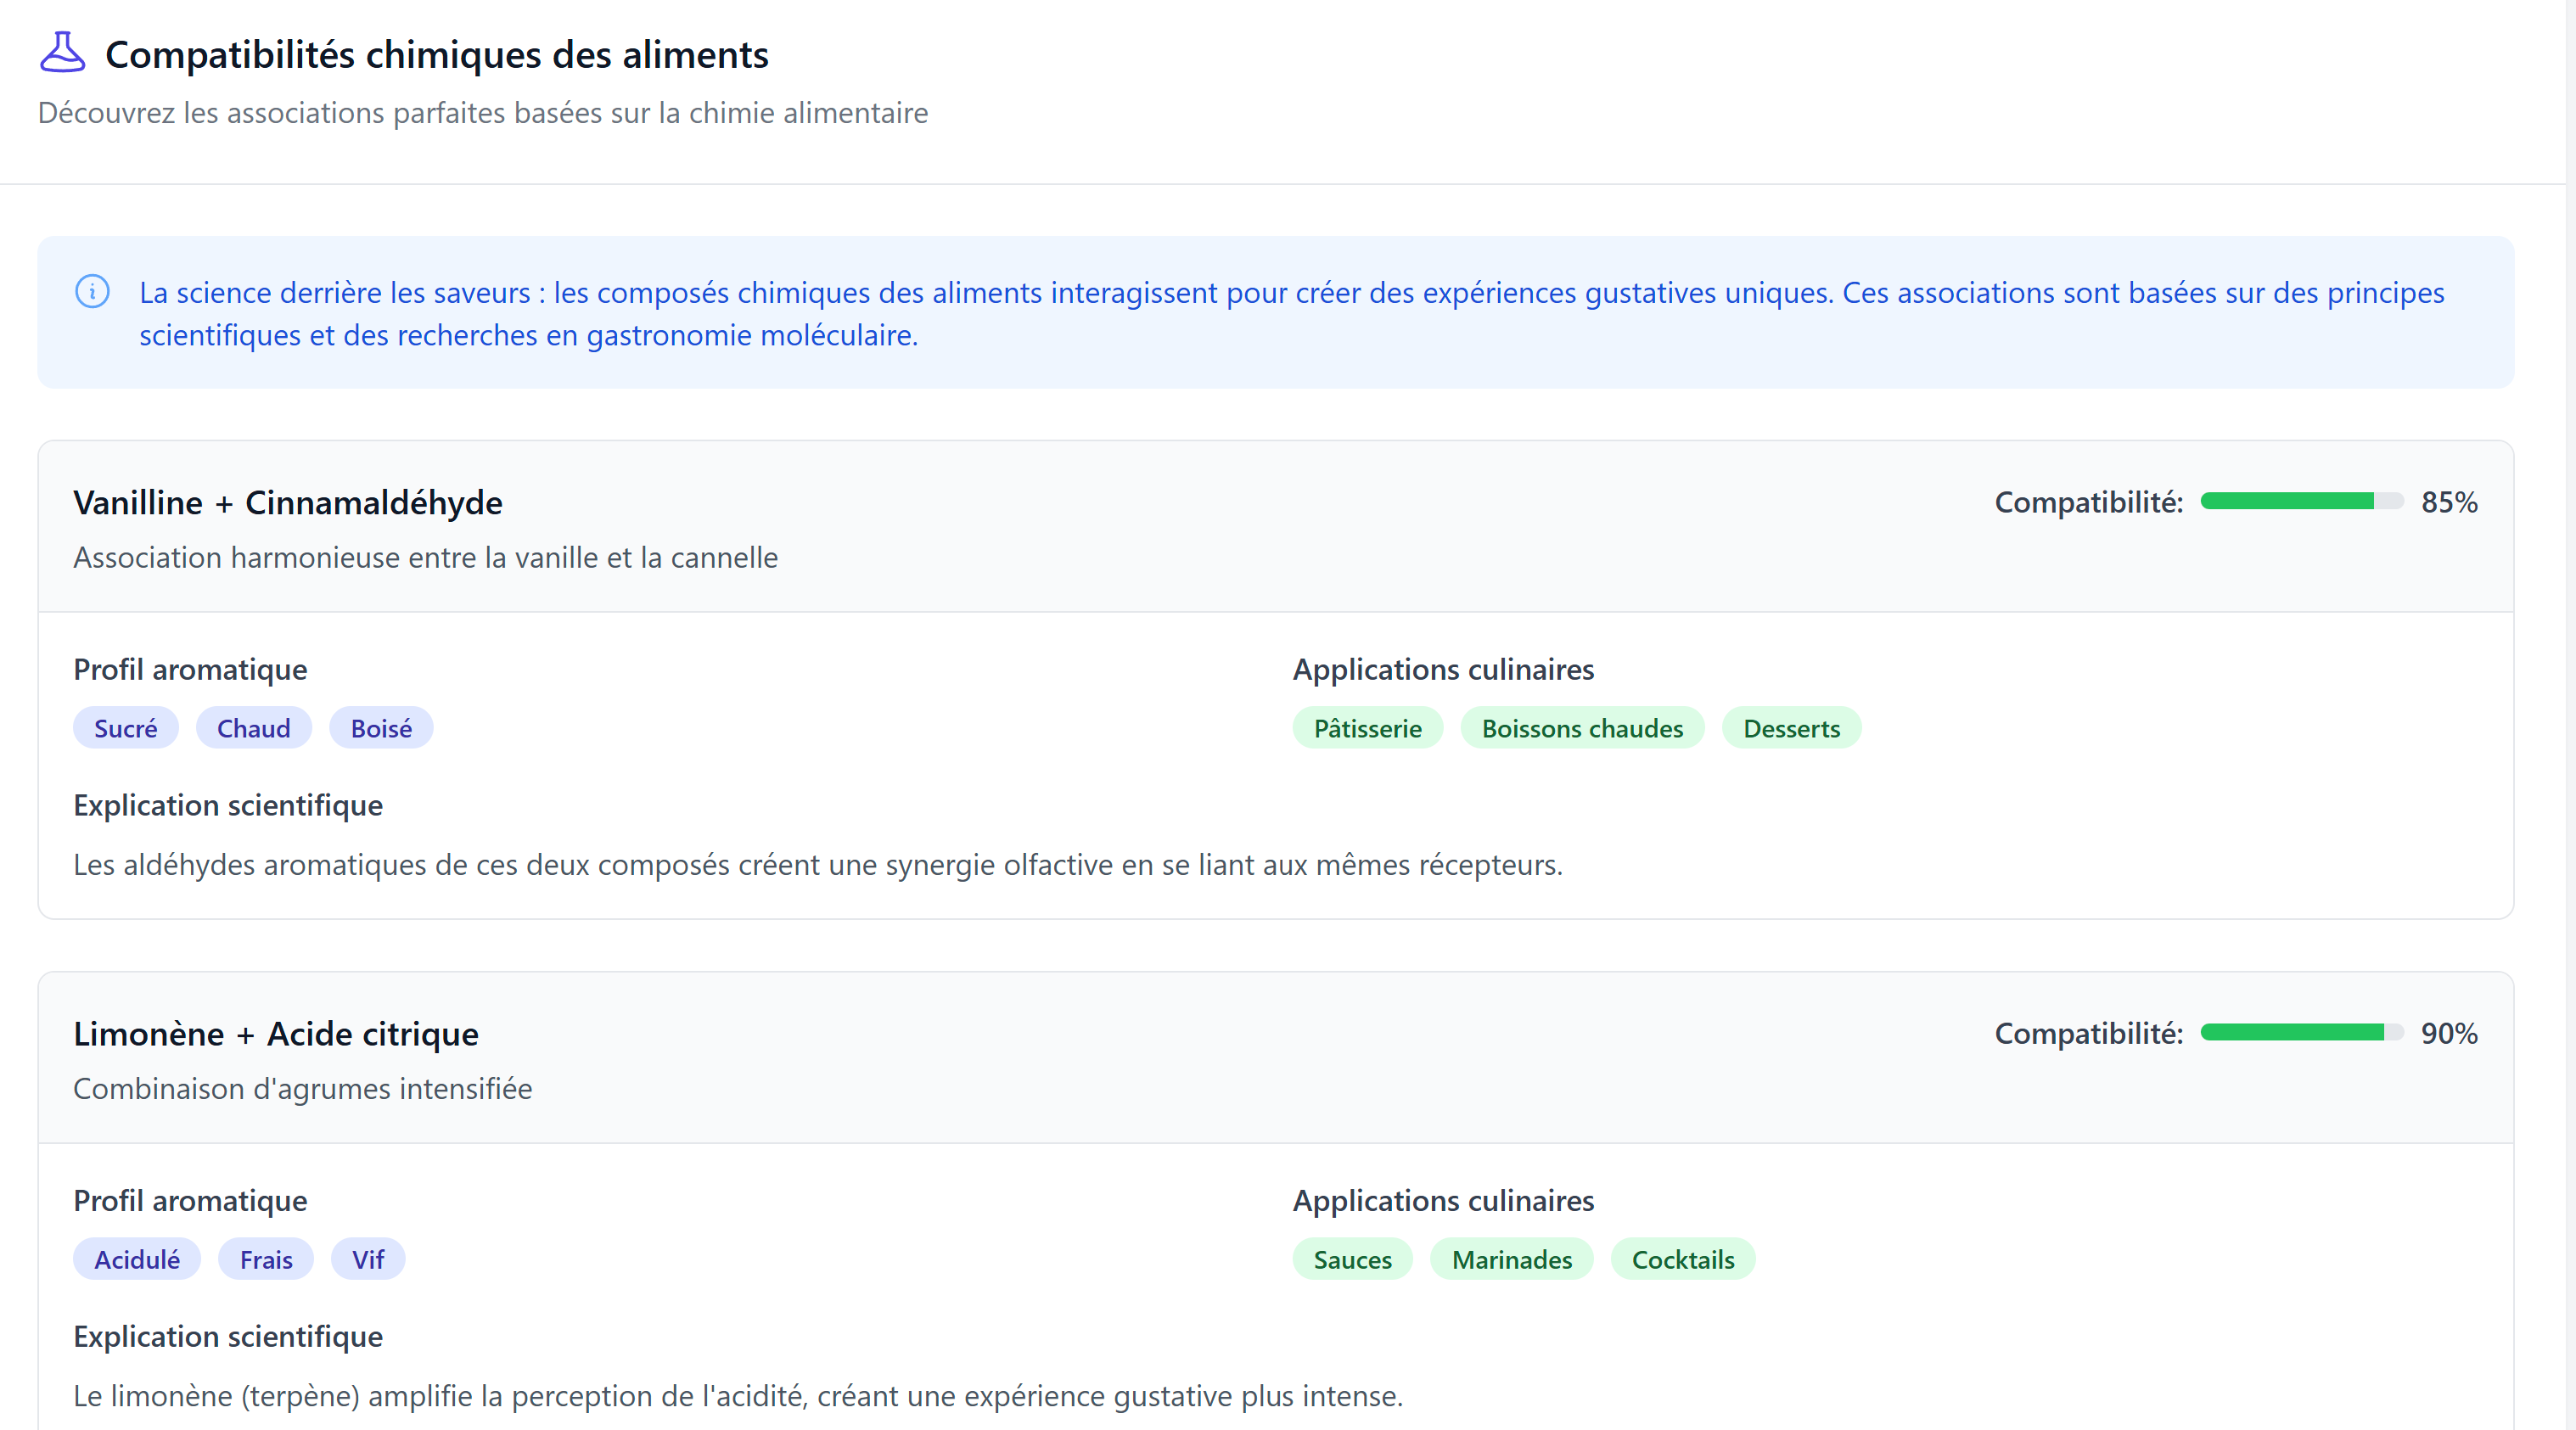 Compatibilités chimiques des aliments
Découvrez les associations parfaites basées sur la chimie alimentaire
La science derrière les saveurs : les composés chimiques des aliments interagissent pour créer des expériences gustatives uniques. Ces associations sont basées sur des principes
scientifiques et des recherches en gastronomie moléculaire.
Vanilline + Cinnamaldéhyde
Compatibilité: 85%
Association harmonieuse entre la vanille et la cannelle
Profil aromatique
Sucré Chaud Boisé
Applications culinaires
Pâtisserie Boissons chaudes Desserts
Explication scientifique
Les aldéhydes aromatiques de ces deux composés créent une synergie olfactive en se liant aux mêmes récepteurs.
Limonène + Acide citrique
Compatibilité: 90%
Combinaison d'agrumes intensifiée
Profil aromatique
Acidulé Frais Vif
Applications culinaires
Sauces Marinades Cocktails
Explication scientifique
Le limonène (terpène) amplifie la perception de l'acidité, créant une expérience gustative plus intense.